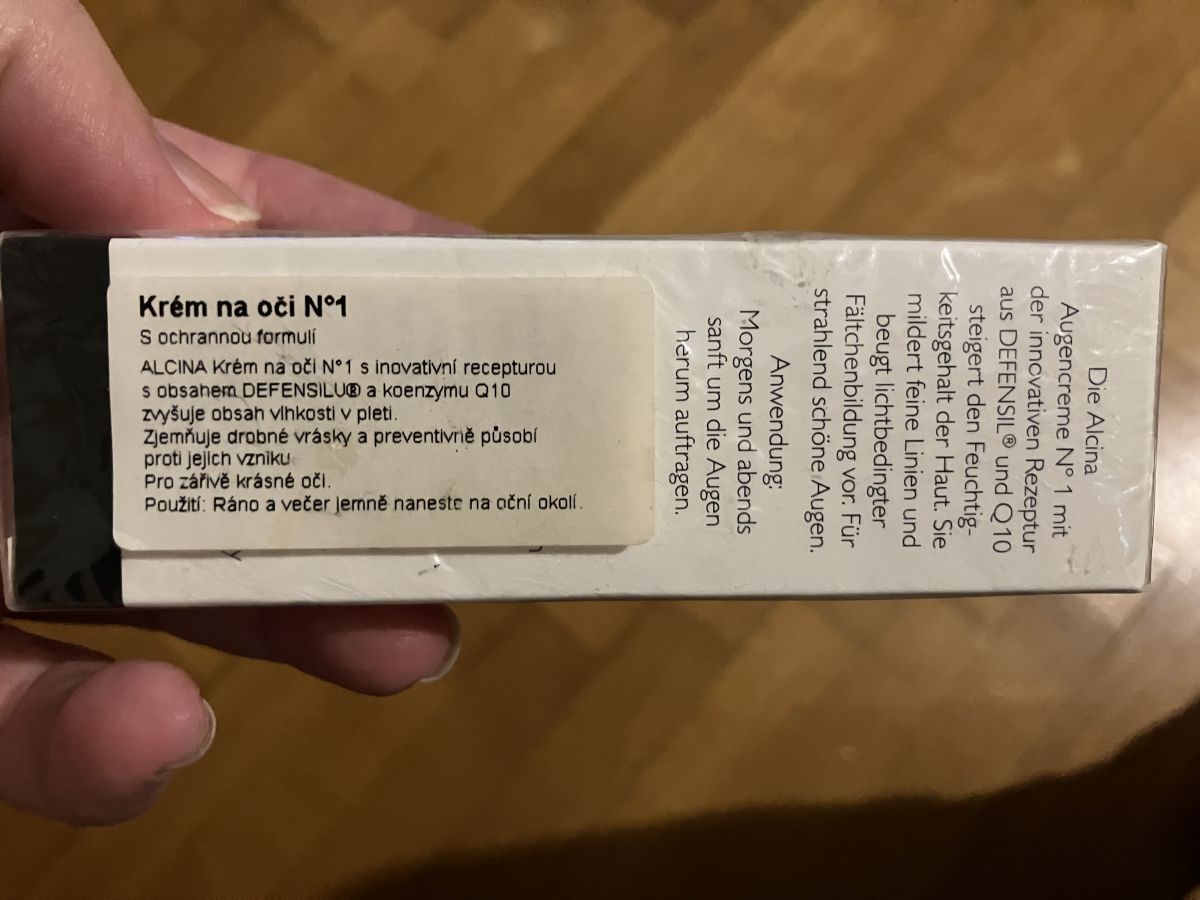 Krém na oči N°1
S ochrannou formulí
ALCINA Krém na oči N°1 s inovativní recepturou
s obsahem DEFENSILU® a koenzymu Q10
zvyšuje obsah vlhkosti v pleti.
Zjemňuje drobné vrásky a preventivně působí
proti jejich vzniku
Pro zářivě krásné oči.
Použití: Ráno a večer jemně naneste na oční okolí.
Die Alcina
Augencreme N° 1 mit
der innovativen Rezeptur
aus DEFENSIL® und Q 10
steigert den Feuchtig-
keitsgehalt der Haut. Sie
mildert feine Linien und
beugt lichtbedingter
Fältchenbildung vor. Für
strahlend schöne Augen.
Anwendung:
Morgens und abends
sanft um die Augen
herum auftragen.